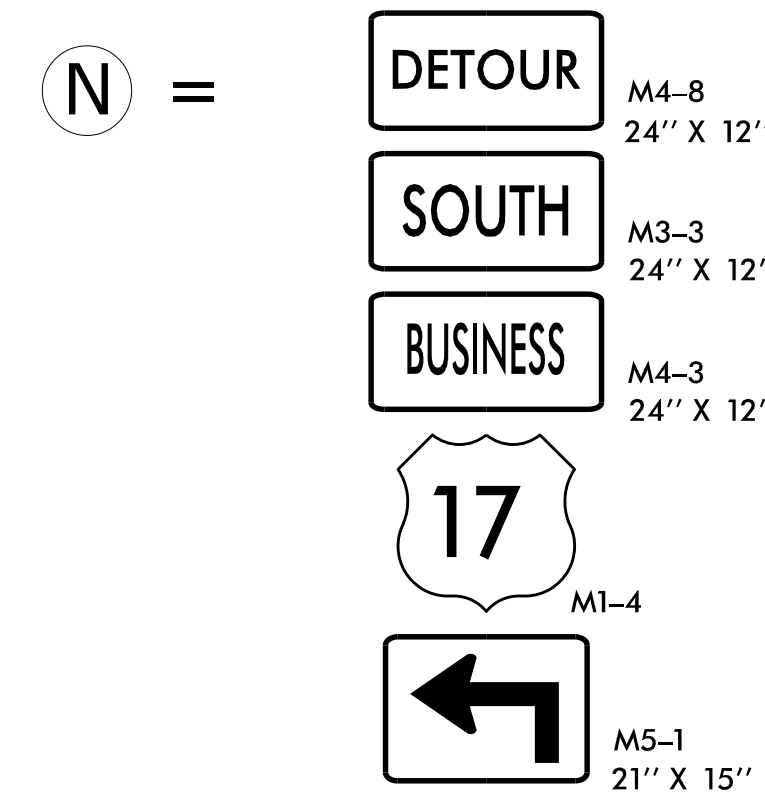 N =
DETOUR
M4–8
24’’ X 12’’
SOUTH
M3–3
24’’ X 12’’
BUSINESS
M4–3
24’’ X 12’’
17
M1–4
M5–1
21’’ X 15’’